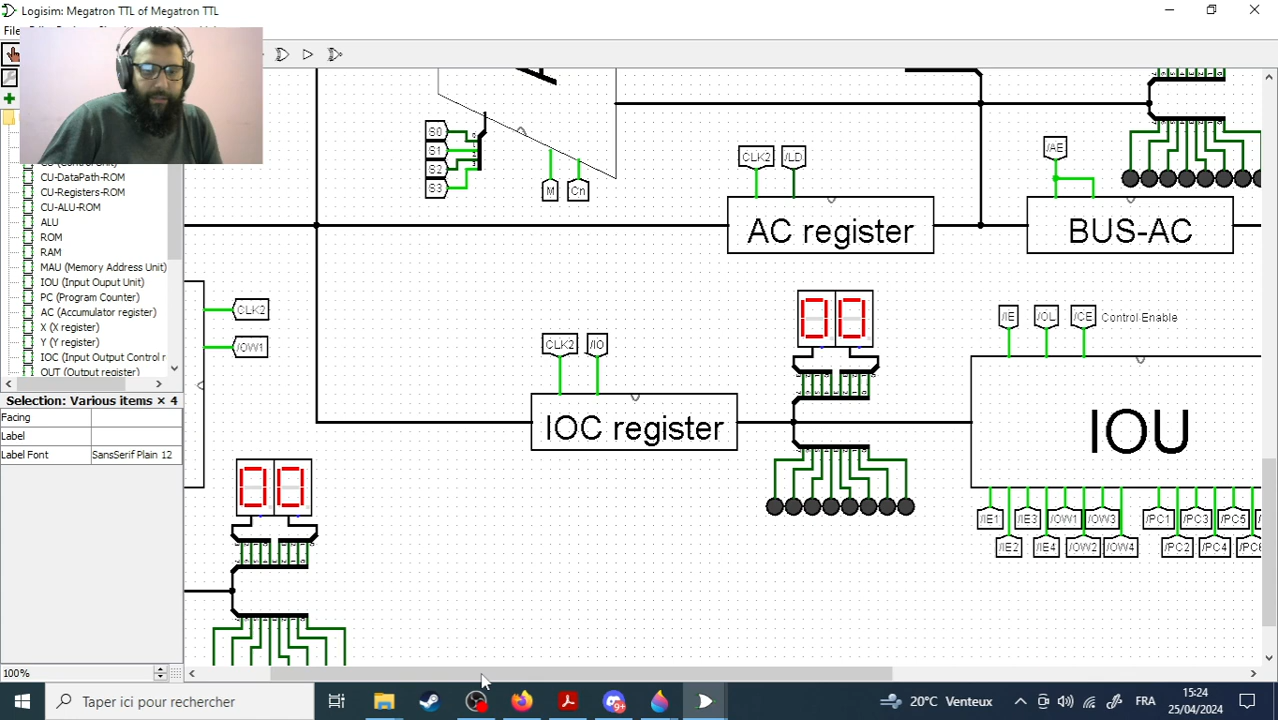 Logisim: Megatron TTL of Megatron TTL
File
CU-DataPath-ROM
CU-Registers-ROM
CU-ALU-ROM
ALU
ROM
RAM
MAU (Memory Address Unit)
IOU (Input Ouput Unit)
PC (Program Counter)
AC (Accumulator register)
X (X register)
Y (Y register)
IOC (Input Output Control r
OUT (Output register)
Selection: Various items × 4
Facing
Label
Label Font SansSerif Plain 12
100%
S0
S1
S2
S3
M
Cn
CLK2
/LD
AC register
/AE
BUS-AC
CLK2
/OW1
CLK2
/IO
IOC register
00
00
/IE
/OL
/CE
Control Enable
IOU
/IE1
/IE3
/OW1
/OW3
/PC1
/PC3
/PC5
/IE2
/IE4
/OW2
/OW4
/PC2
/PC4
/PC6
Taper ici pour rechercher
9+
20°C Venteux
FRA
15:24
25/04/2024